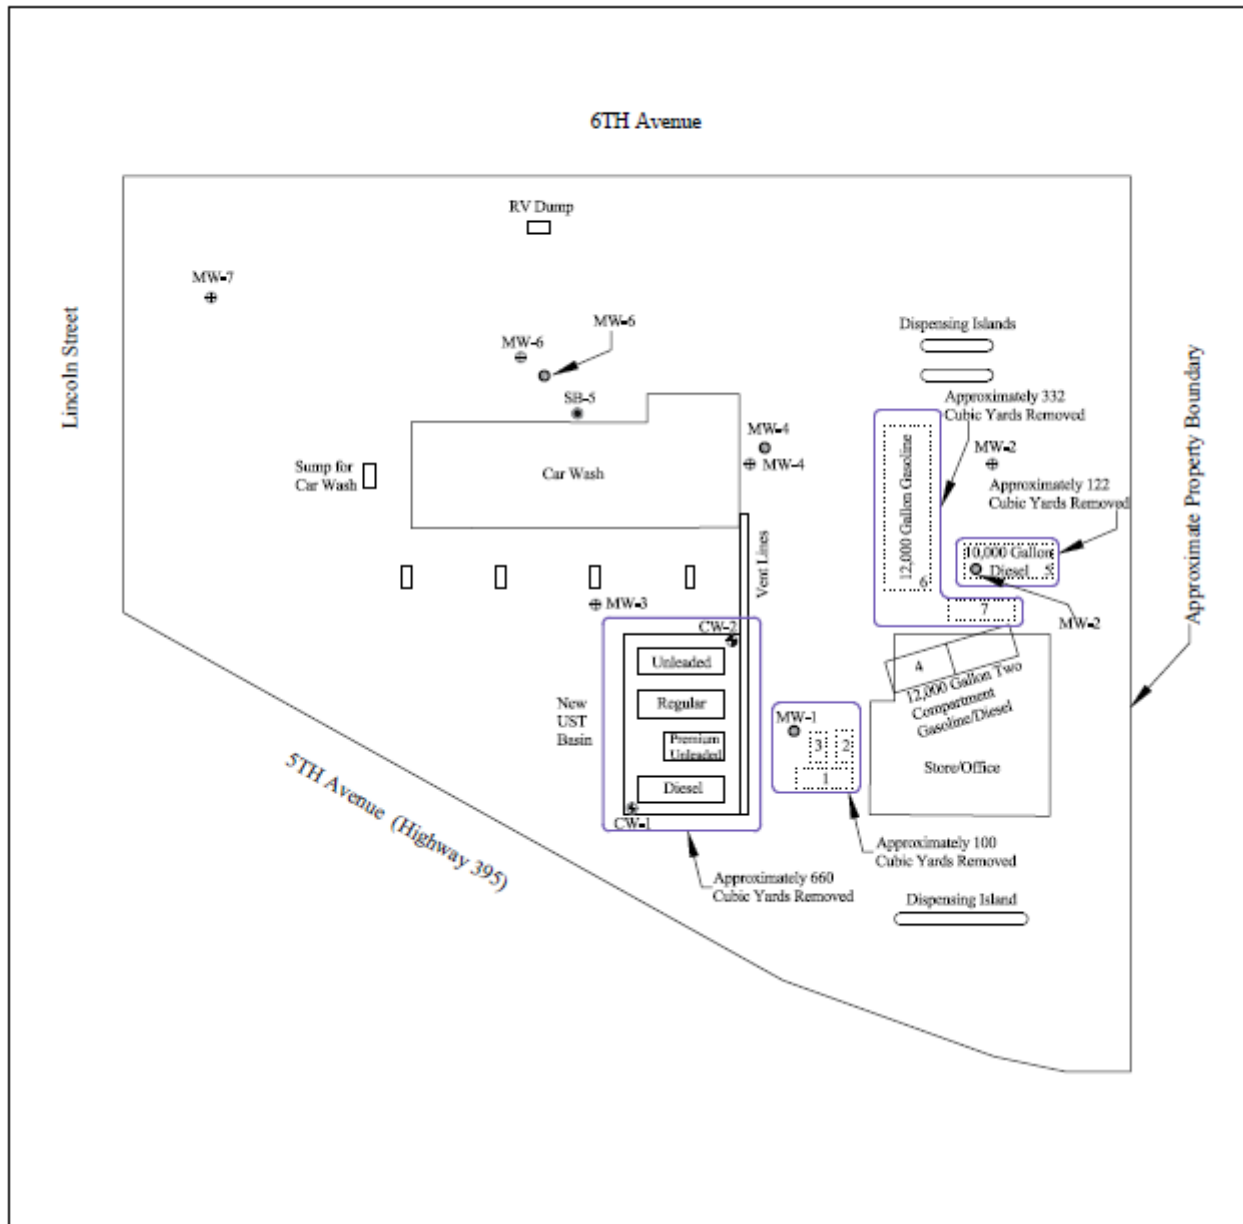 6TH Avenue
RV Dump
MW-7
Lincoln Street
MW-6
MW-6
SB-5
Dispensing Islands
Approximately 332
Cubic Yards Removed
MW-4
MW-4
MW-2
Sump for
Car Wash
Car Wash
12,000 Gallon Gasoline
6
Approximately 122
Cubic Yards Removed
10,000 Gallon
Diesel 5
Approximate Property Boundary
Vent Lines
MW-3
7
MW-2
CW-2
Unleaded
4
12,000 Gallon Two
Compartment
Gasoline/Diesel
New
UST
Basin
Regular
MW-1
Premium
Unleaded
3 2
1
Store/Office
Diesel
CW-1
5TH Avenue (Highway 395)
Approximately 100
Cubic Yards Removed
Approximately 660
Cubic Yards Removed
Dispensing Island